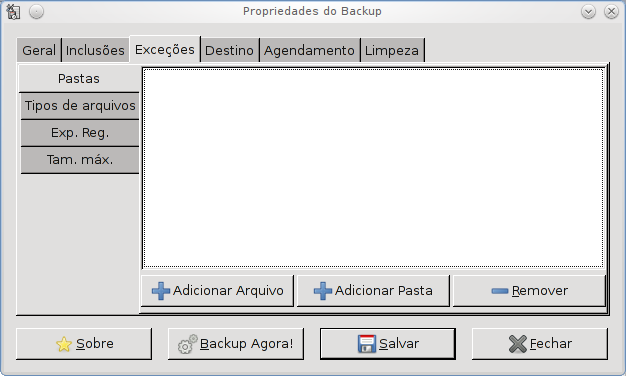 Propriedades do Backup
Geral Inclusões Exceções Destino Agendamento Limpeza
Pastas
Tipos de arquivos
Exp. Reg.
Tam. máx.
Adicionar Arquivo Adicionar Pasta Remover
Sobre Backup Agora! Salvar Fechar